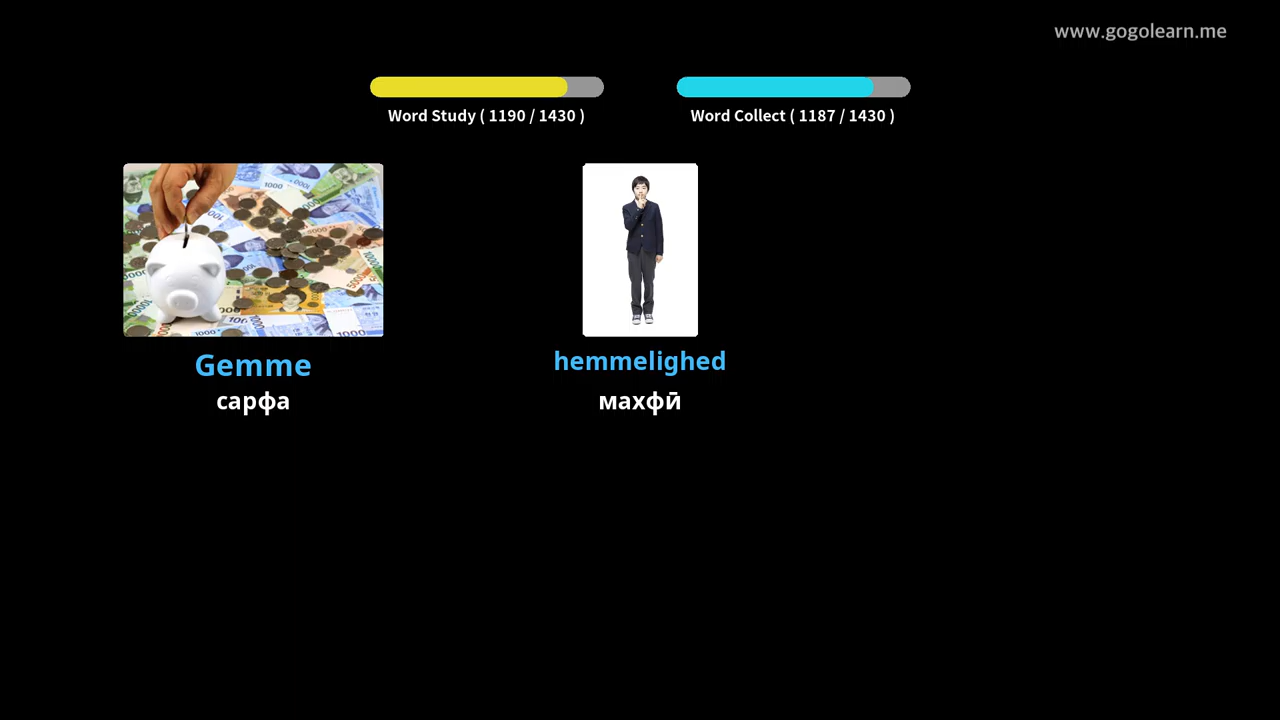 www.gogolearn.me
Word Study ( 1190 / 1430 )
Word Collect ( 1187 / 1430 )
Gemme
сарфа
hemmelighed
махфӣ